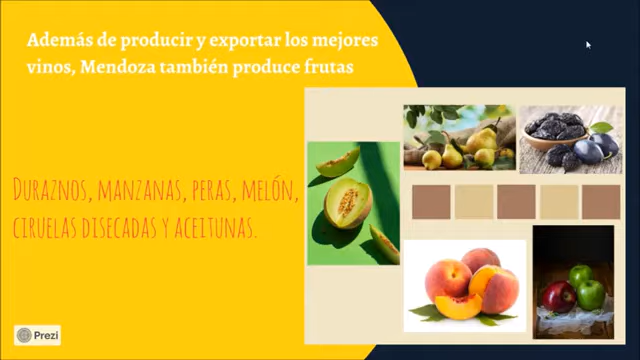 Además de producir y exportar los mejores
vinos, Mendoza también produce frutas
Duraznos, manzanas, peras, melón,
ciruelas disecadas y aceitunas.
Prezi